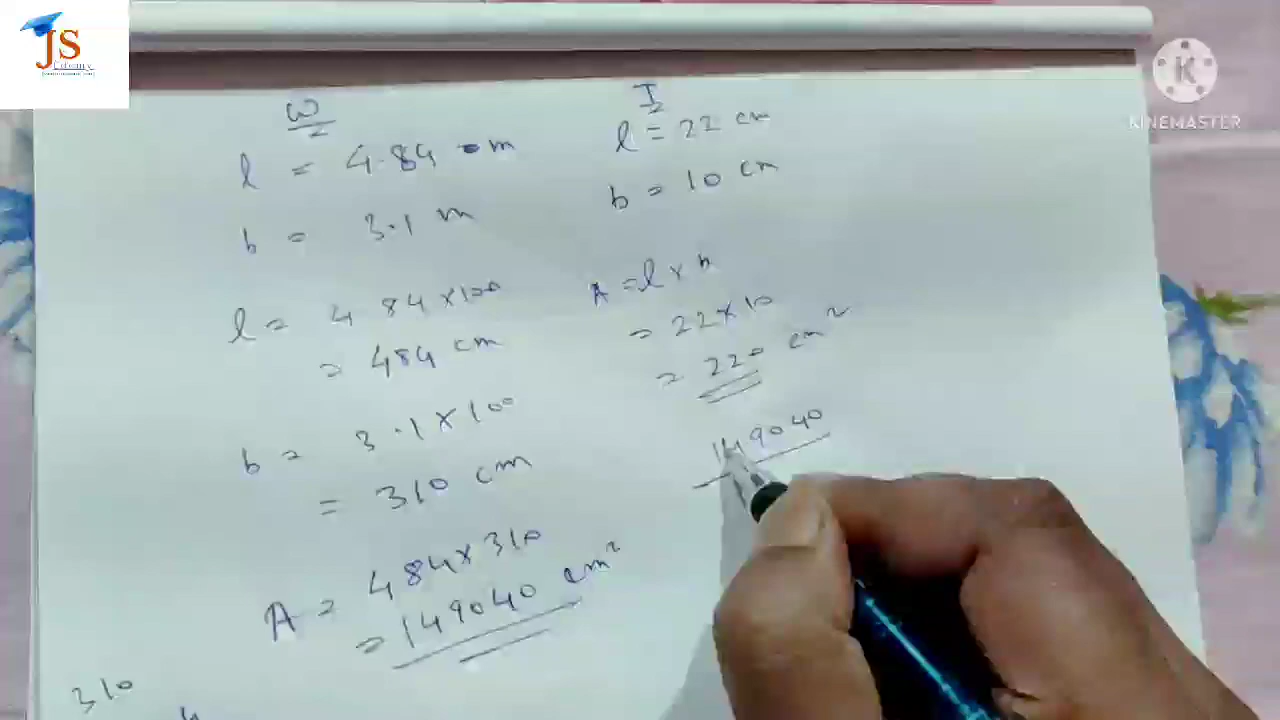 JS
Edemy
KINEMASTER
W
l = 4.84 m
b = 3.1 m
l = 4 84 × 100
= 484 cm
b = 3.1 × 100
= 310 cm
A = 484 × 310
= 149040 cm²
I
l = 22 cm
b = 10 cm
A = l × b
= 22 × 10
= 220 cm²
149040
310